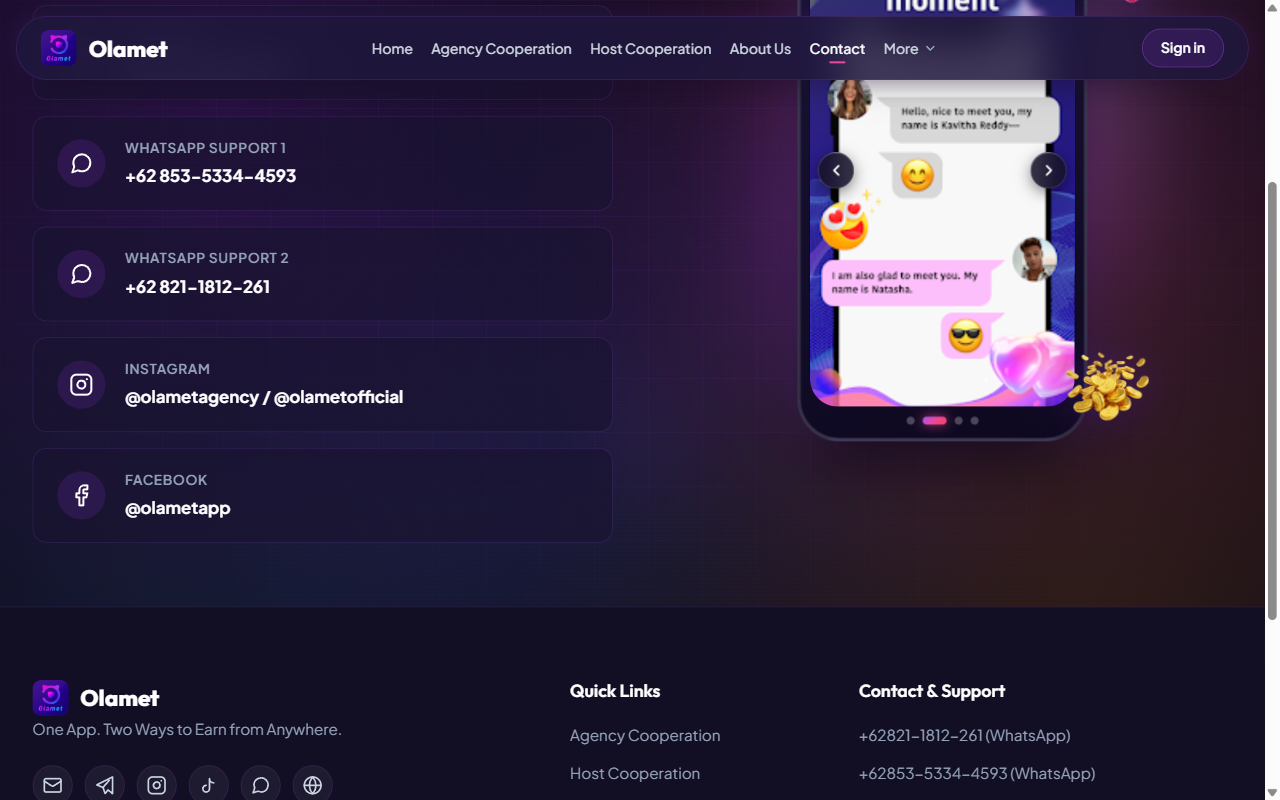 moment
Olamet
Olamet
Home
Agency Cooperation
Host Cooperation
About Us
Contact
More
Sign in
WHATSAPP SUPPORT 1
+62 853-5334-4593
WHATSAPP SUPPORT 2
+62 821-1812-261
INSTAGRAM
@olametagency / @olametofficial
FACEBOOK
@olametapp
Hello, nice to meet you, my
name is Kavitha Reddy~~
I am also glad to meet you. My
name is Natasha.
Olamet
Olamet
One App. Two Ways to Earn from Anywhere.
Quick Links
Agency Cooperation
Host Cooperation
Contact & Support
+62821-1812-261 (WhatsApp)
+62853-5334-4593 (WhatsApp)